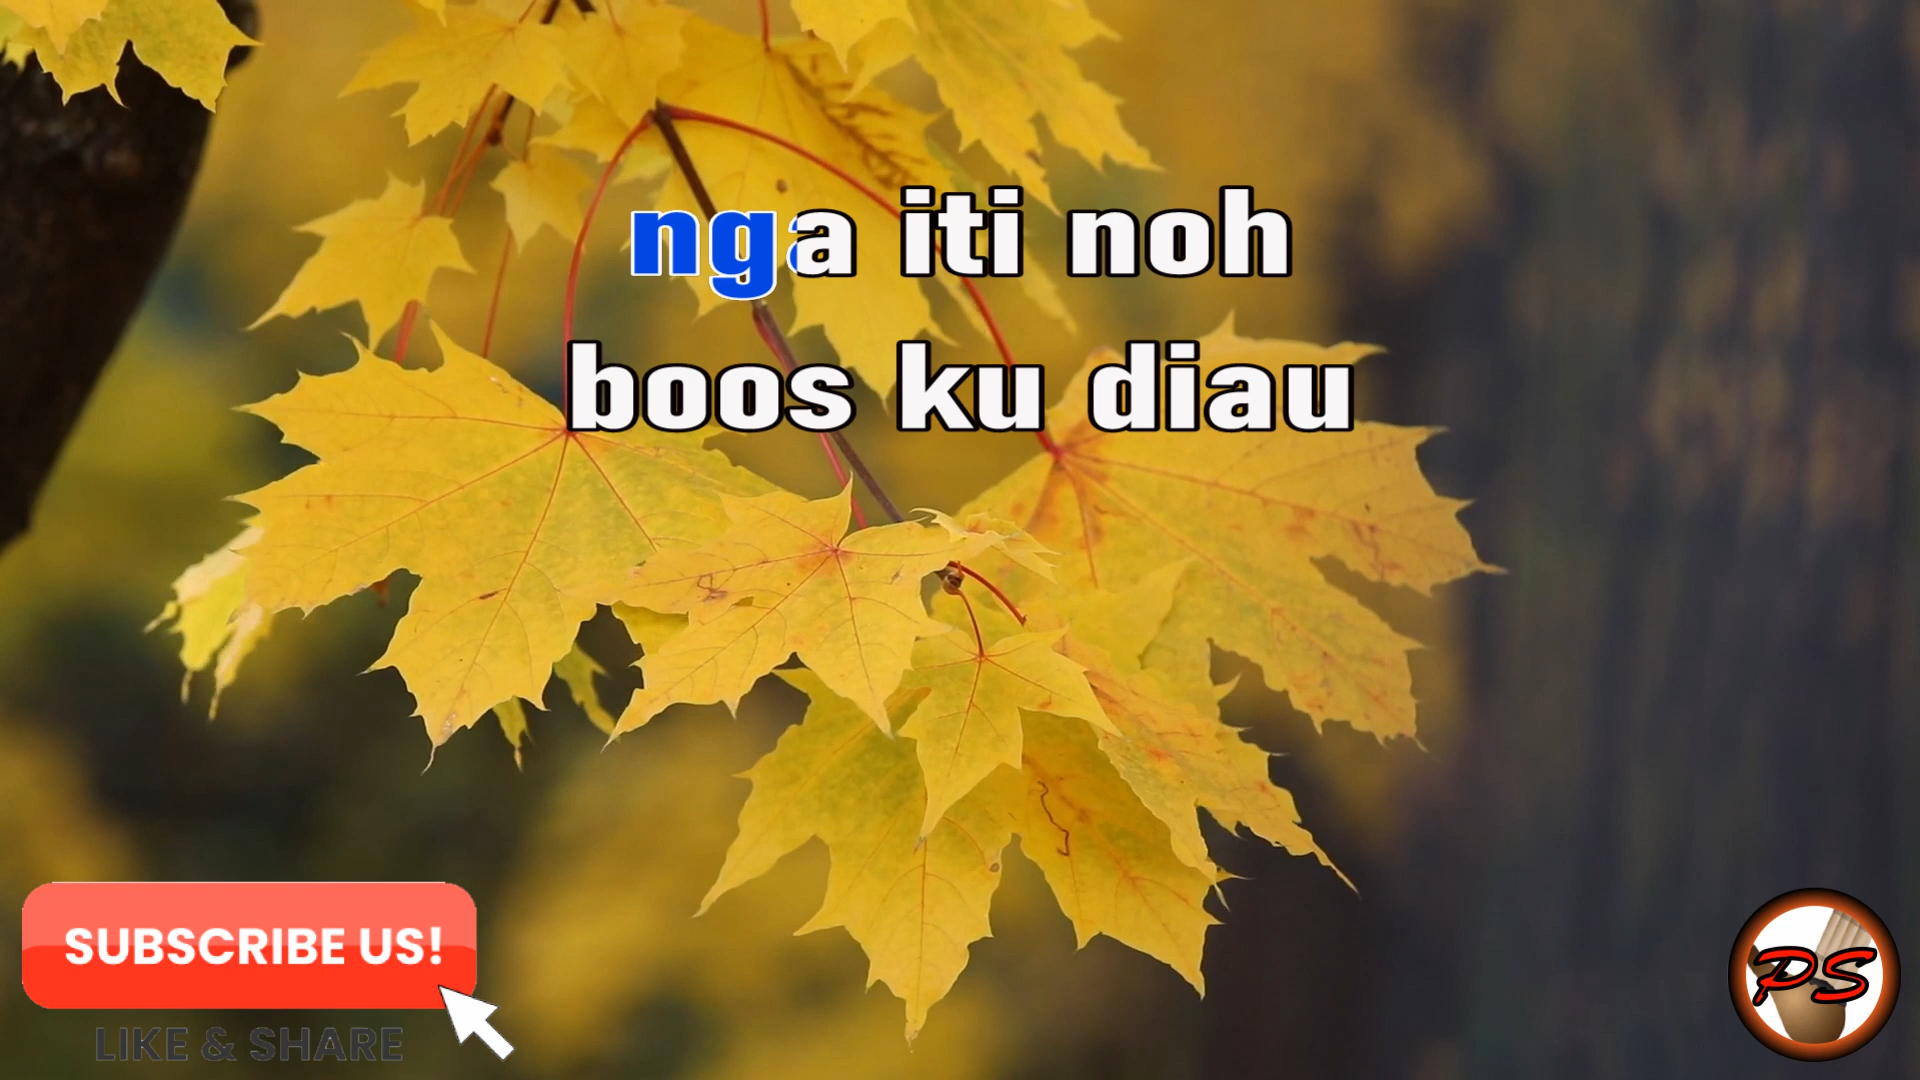 nga iti noh
boos ku diau
SUBSCRIBE US!
LIKE & SHARE
PS